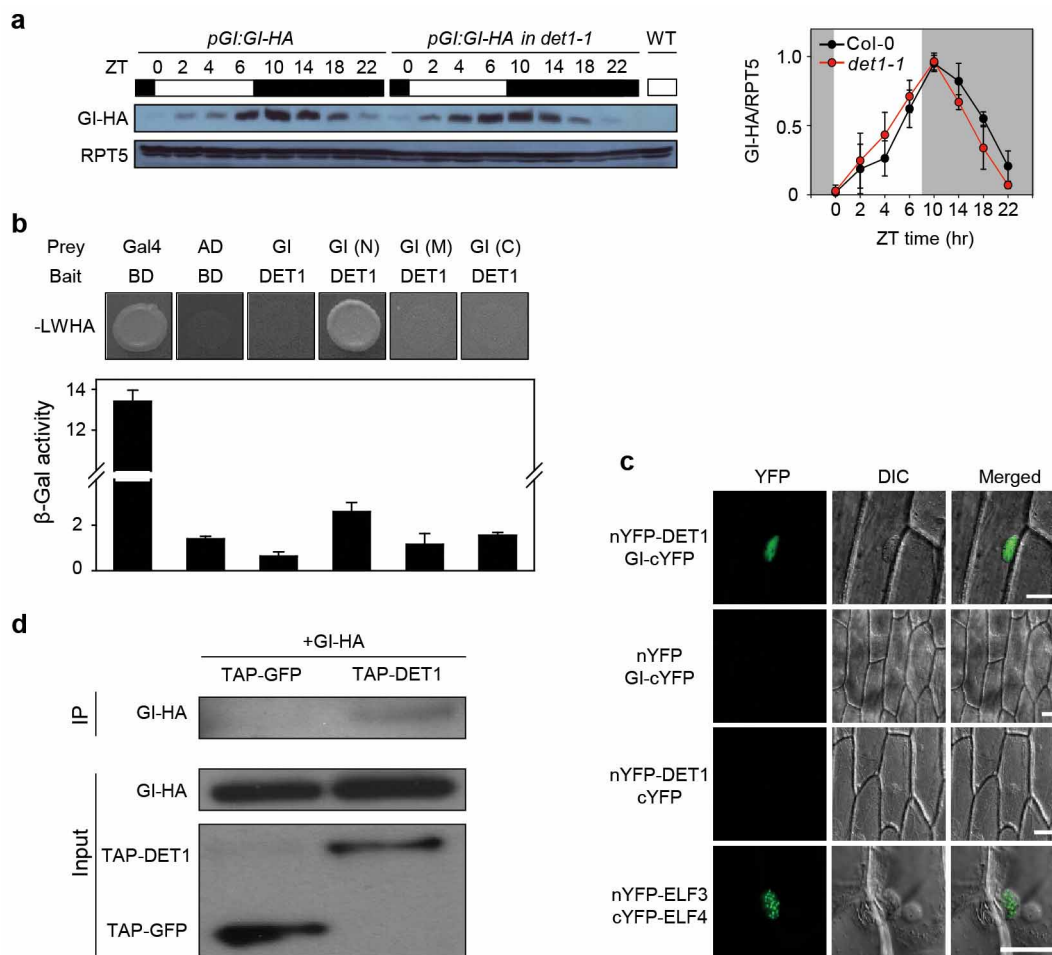 a
pGI:GI-HA pGI:GI-HA in det1-1 WT
ZT 0 2 4 6 10 14 18 22 0 2 4 6 10 14 18 22
GI-HA
RPT5
GI-HA/RPT5
1.0
0.5
0
Col-0
det1-1
0 2 4 6 10 14 18 22
ZT time (hr)
b
Prey Gal4 AD GI GI (N) GI (M) GI (C)
Bait BD BD DET1 DET1 DET1 DET1
-LWHA
β-Gal activity
14
12
2
0
c
YFP DIC Merged
nYFP-DET1
GI-cYFP
nYFP
GI-cYFP
nYFP-DET1
cYFP
nYFP-ELF3
cYFP-ELF4
d
+GI-HA
TAP-GFP TAP-DET1
IP
GI-HA
Input
GI-HA
TAP-DET1
TAP-GFP